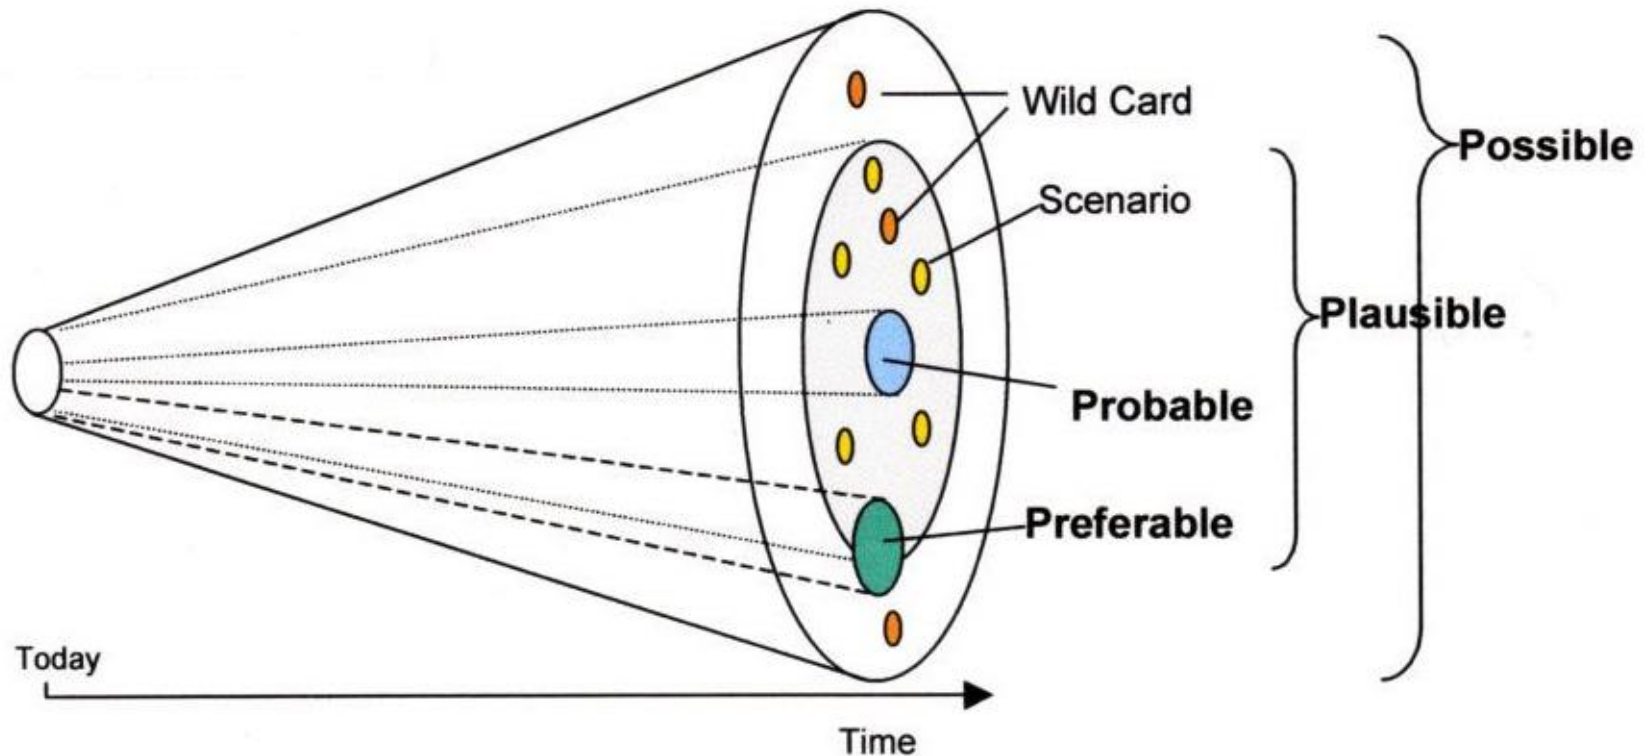 Wild Card
Possible
Scenario
Plausible
Probable
Preferable
Today
Time